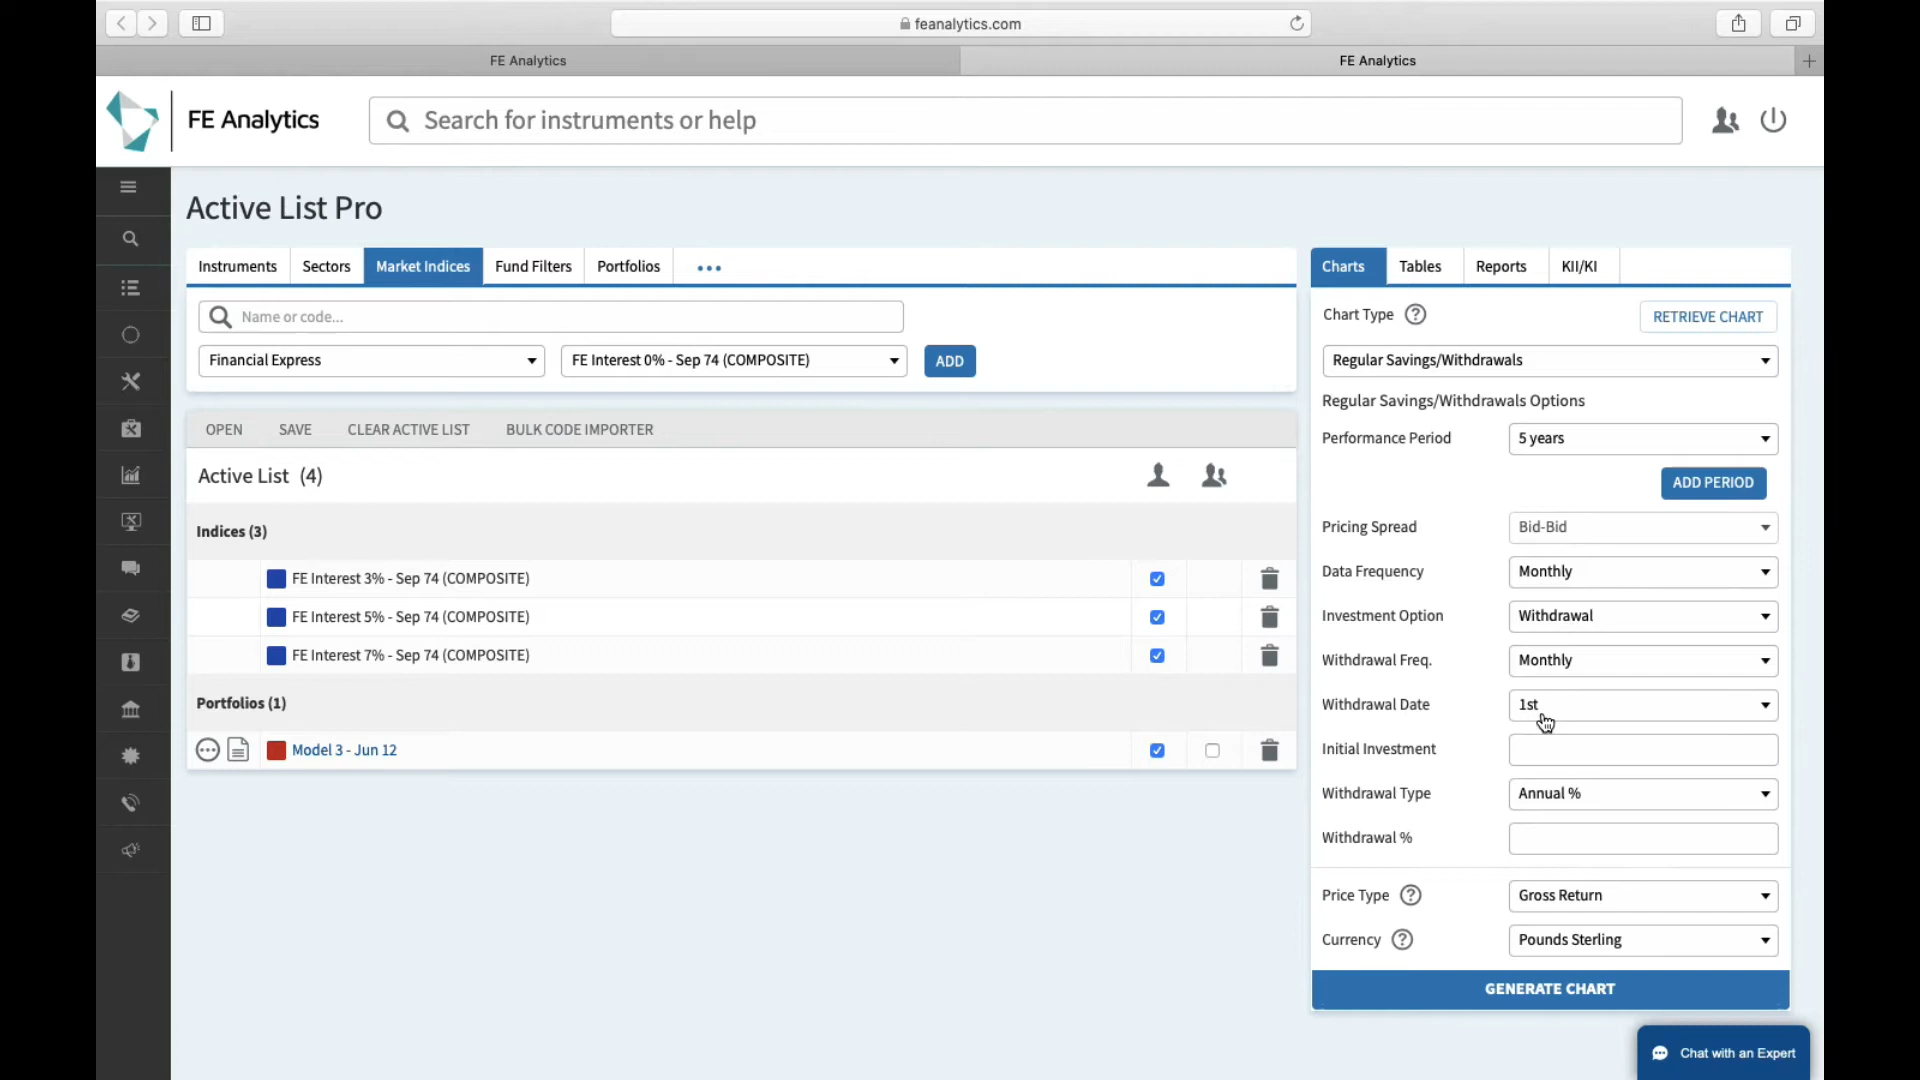 feanalytics.com
FE Analytics
FE Analytics
FE Analytics
Search for instruments or help
Active List Pro
Instruments Sectors Market Indices Fund Filters Portfolios
Name or code...
Financial Express FE Interest 0% - Sep 74 (COMPOSITE) ADD
OPEN SAVE CLEAR ACTIVE LIST BULK CODE IMPORTER
Active List (4)
Indices (3)
FE Interest 3% - Sep 74 (COMPOSITE)
FE Interest 5% - Sep 74 (COMPOSITE)
FE Interest 7% - Sep 74 (COMPOSITE)
Portfolios (1)
Model 3 - Jun 12
Charts Tables Reports KII/KI
Chart Type ? RETRIEVE CHART
Regular Savings/Withdrawals
Regular Savings/Withdrawals Options
Performance Period 5 years
ADD PERIOD
Pricing Spread Bid-Bid
Data Frequency Monthly
Investment Option Withdrawal
Withdrawal Freq. Monthly
Withdrawal Date 1st
Initial Investment
Withdrawal Type Annual %
Withdrawal %
Price Type ? Gross Return
Currency ? Pounds Sterling
GENERATE CHART
Chat with an Expert